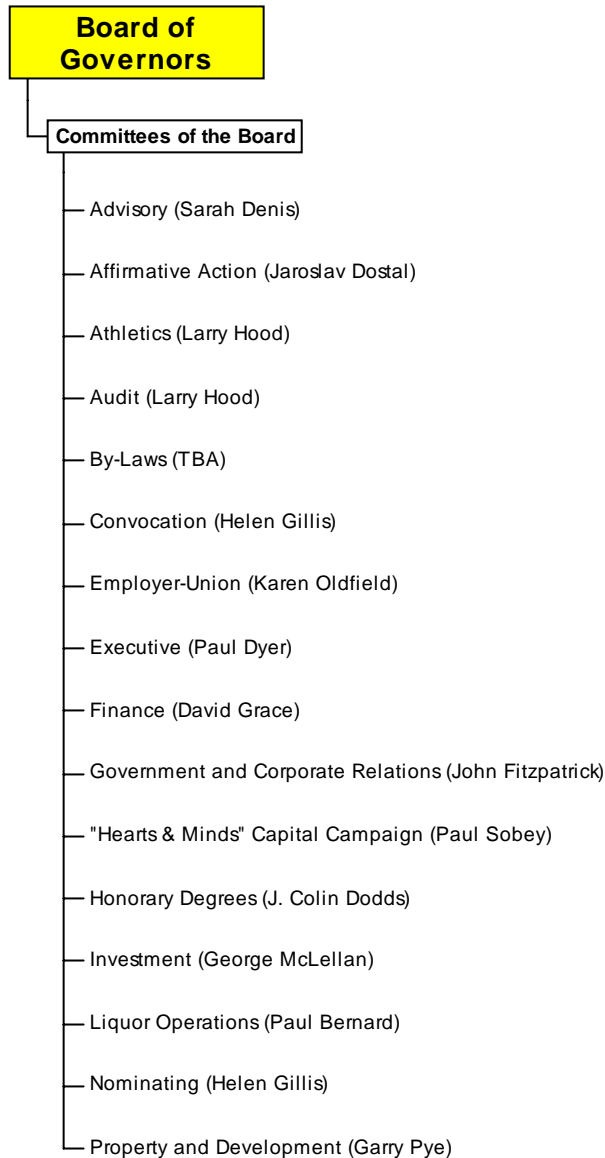 Board of
Governors
Committees of the Board
Advisory (Sarah Denis)
Affirmative Action (Jaroslav Dostal)
Athletics (Larry Hood)
Audit (Larry Hood)
By-Laws (TBA)
Convocation (Helen Gillis)
Employer-Union (Karen Oldfield)
Executive (Paul Dyer)
Finance (David Grace)
Government and Corporate Relations (John Fitzpatrick)
"Hearts & Minds" Capital Campaign (Paul Sobey)
Honorary Degrees (J. Colin Dodds)
Investment (George McLellan)
Liquor Operations (Paul Bernard)
Nominating (Helen Gillis)
Property and Development (Garry Pye)